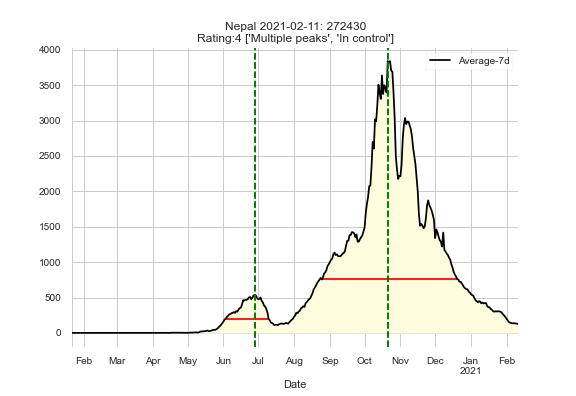 Nepal 2021-02-11: 272430
Rating:4 ['Multiple peaks', 'In control']
Average-7d
4000
3500
3000
2500
2000
1500
1000
500
0
Feb Mar Apr May Jun Jul Aug Sep Oct Nov Dec Jan Feb
2021
Date